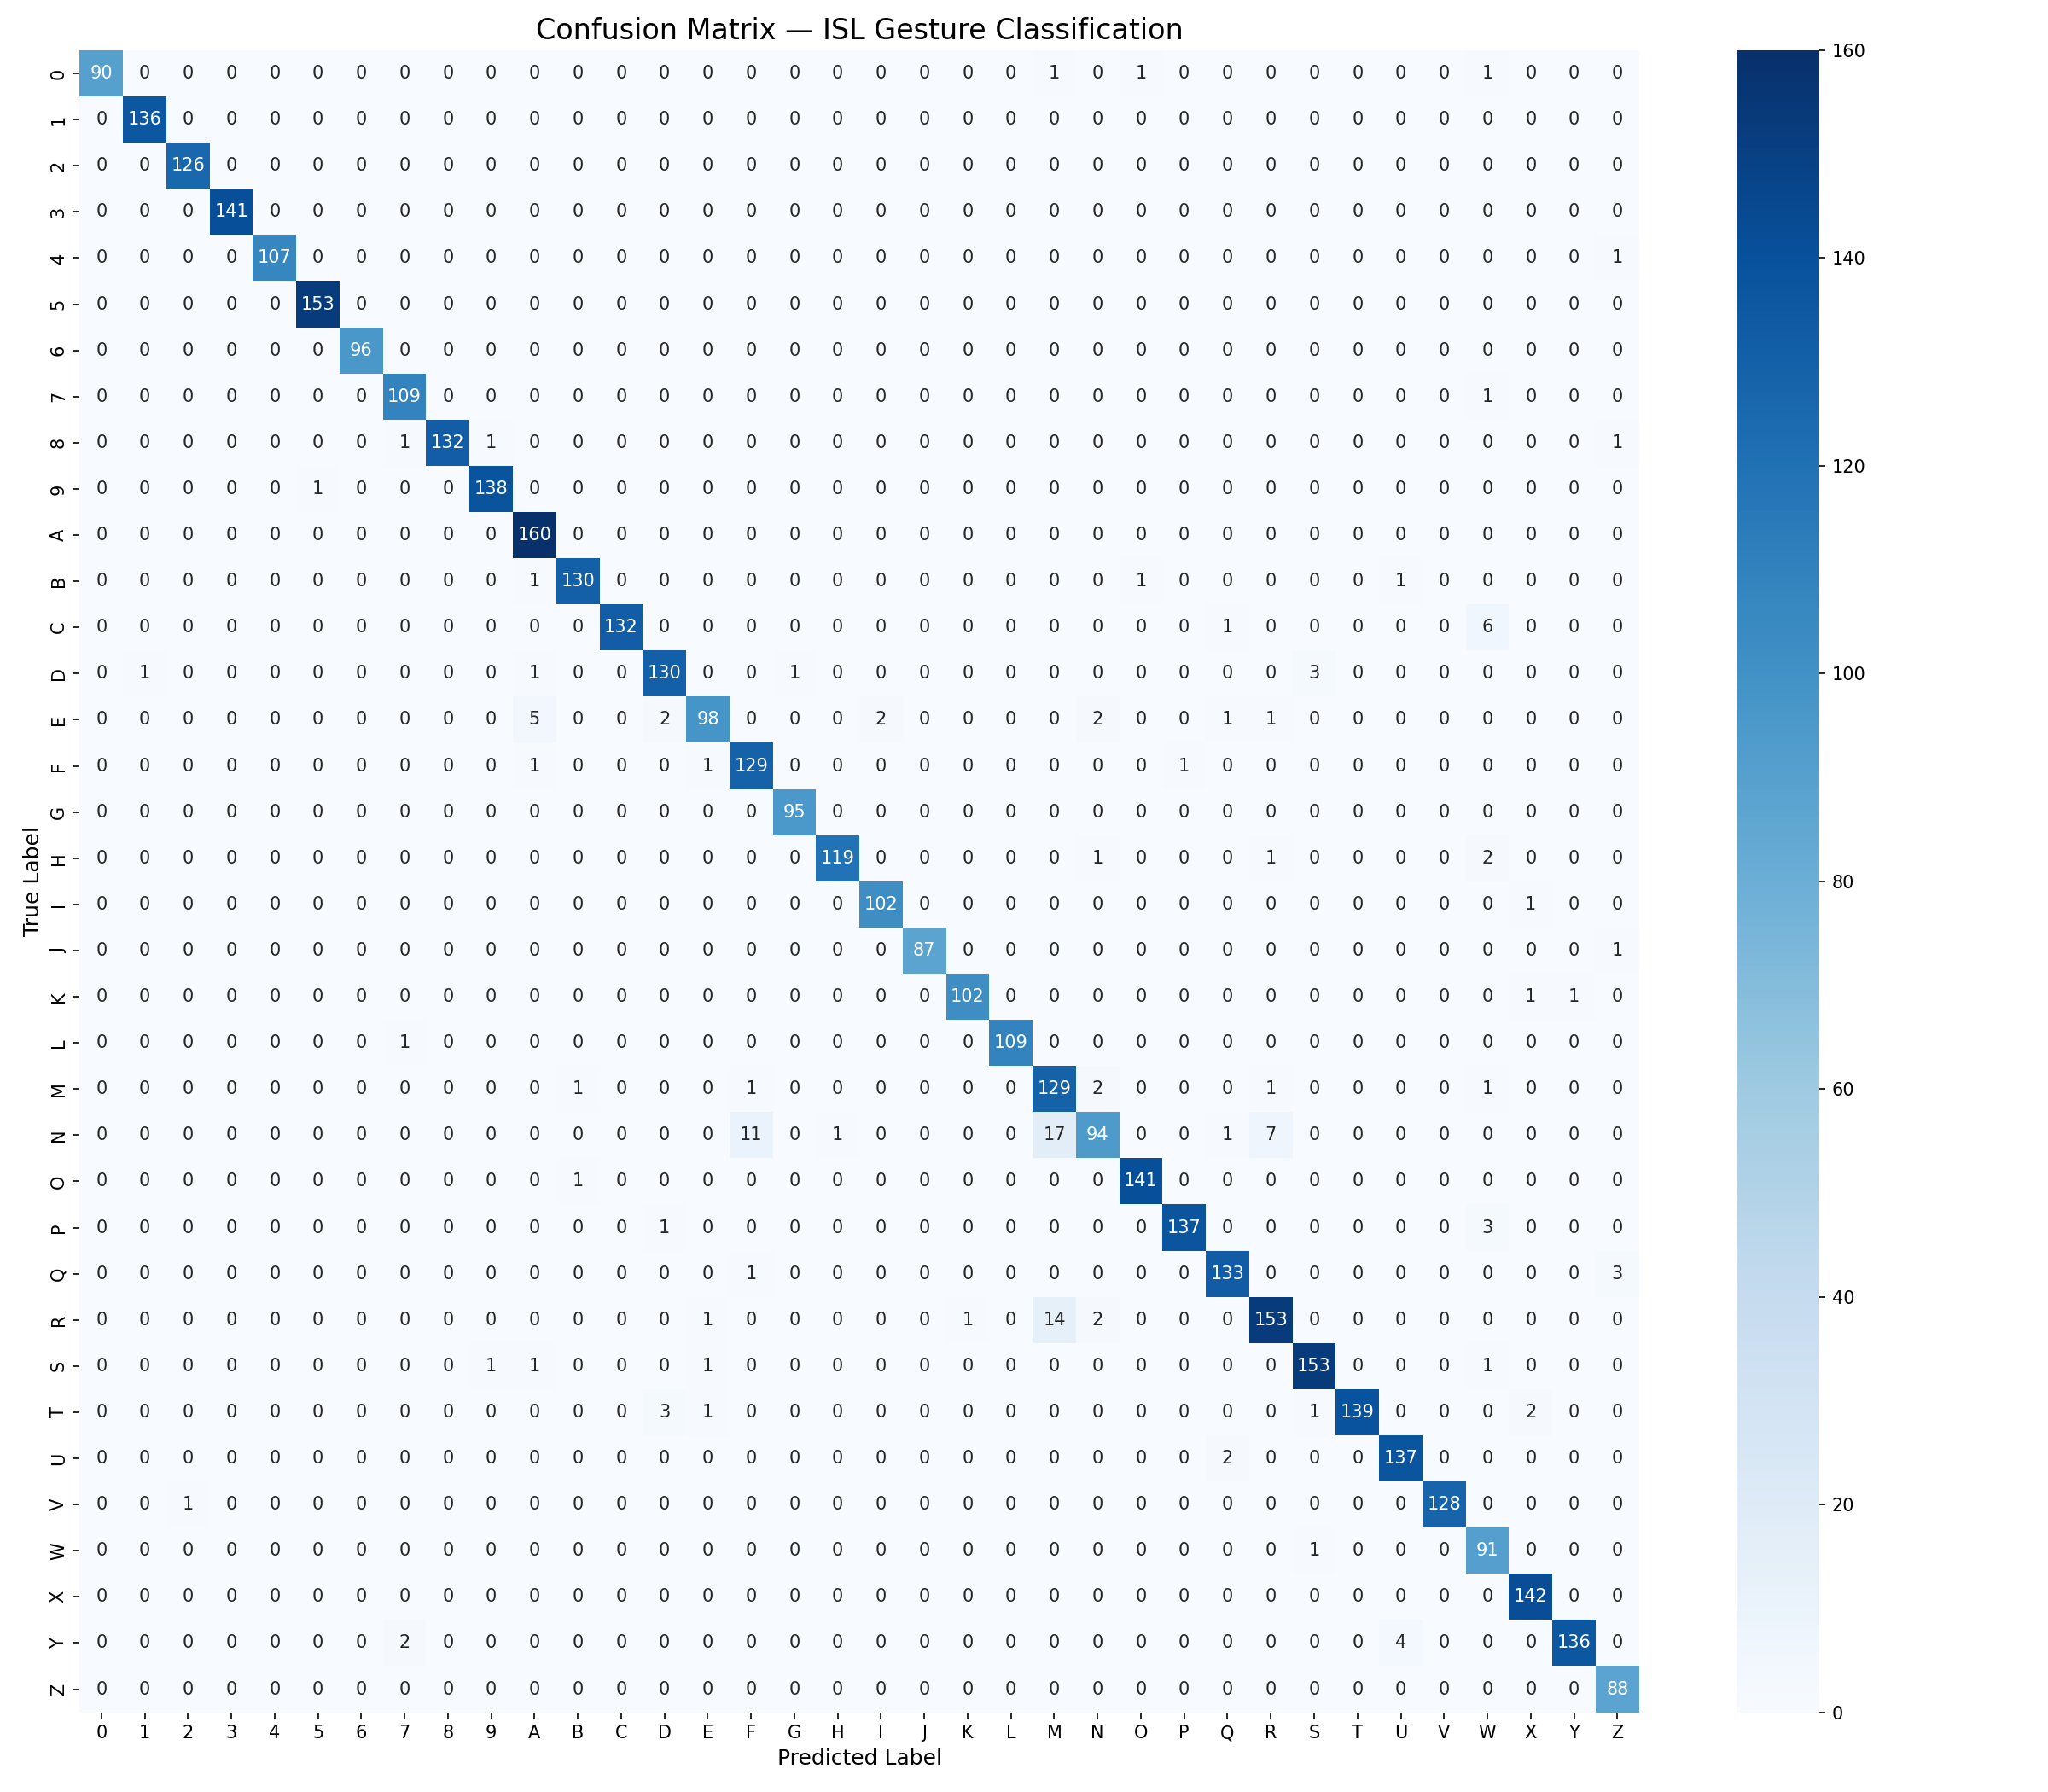 Confusion Matrix — ISL Gesture Classification
0 90 0 0 0 0 0 0 0 0 0 0 0 0 0 0 0 0 0 0 0 0 0 1 0 1 0 0 0 0 0 0 0 1 0 0 0
1 0 136 0 0 0 0 0 0 0 0 0 0 0 0 0 0 0 0 0 0 0 0 0 0 0 0 0 0 0 0 0 0 0 0 0 0
2 0 0 126 0 0 0 0 0 0 0 0 0 0 0 0 0 0 0 0 0 0 0 0 0 0 0 0 0 0 0 0 0 0 0 0 0
3 0 0 0 141 0 0 0 0 0 0 0 0 0 0 0 0 0 0 0 0 0 0 0 0 0 0 0 0 0 0 0 0 0 0 0 0
4 0 0 0 0 107 0 0 0 0 0 0 0 0 0 0 0 0 0 0 0 0 0 0 0 0 0 0 0 0 0 0 0 0 0 0 1
5 0 0 0 0 0 153 0 0 0 0 0 0 0 0 0 0 0 0 0 0 0 0 0 0 0 0 0 0 0 0 0 0 0 0 0 0
6 0 0 0 0 0 0 96 0 0 0 0 0 0 0 0 0 0 0 0 0 0 0 0 0 0 0 0 0 0 0 0 0 0 0 0 0
7 0 0 0 0 0 0 0 109 0 0 0 0 0 0 0 0 0 0 0 0 0 0 0 0 0 0 0 0 0 0 0 0 1 0 0 0
8 0 0 0 0 0 0 0 1 132 1 0 0 0 0 0 0 0 0 0 0 0 0 0 0 0 0 0 0 0 0 0 0 0 0 0 1
9 0 0 0 0 0 1 0 0 0 138 0 0 0 0 0 0 0 0 0 0 0 0 0 0 0 0 0 0 0 0 0 0 0 0 0 0
A 0 0 0 0 0 0 0 0 0 0 160 0 0 0 0 0 0 0 0 0 0 0 0 0 0 0 0 0 0 0 0 0 0 0 0 0
B 0 0 0 0 0 0 0 0 0 0 1 130 0 0 0 0 0 0 0 0 0 0 0 0 1 0 0 0 0 0 1 0 0 0 0 0
C 0 0 0 0 0 0 0 0 0 0 0 0 132 0 0 0 0 0 0 0 0 0 0 0 0 0 1 0 0 0 0 0 6 0 0 0
D 0 1 0 0 0 0 0 0 0 0 1 0 0 130 0 0 1 0 0 0 0 0 0 0 0 0 0 0 3 0 0 0 0 0 0 0
E 0 0 0 0 0 0 0 0 0 0 5 0 0 2 98 0 0 0 2 0 0 0 0 2 0 0 1 1 0 0 0 0 0 0 0 0
F 0 0 0 0 0 0 0 0 0 0 1 0 0 0 1 129 0 0 0 0 0 0 0 0 0 1 0 0 0 0 0 0 0 0 0 0
G 0 0 0 0 0 0 0 0 0 0 0 0 0 0 0 0 95 0 0 0 0 0 0 0 0 0 0 0 0 0 0 0 0 0 0 0
H 0 0 0 0 0 0 0 0 0 0 0 0 0 0 0 0 0 119 0 0 0 0 0 1 0 0 0 1 0 0 0 0 2 0 0 0
I 0 0 0 0 0 0 0 0 0 0 0 0 0 0 0 0 0 0 102 0 0 0 0 0 0 0 0 0 0 0 0 0 0 1 0 0
J 0 0 0 0 0 0 0 0 0 0 0 0 0 0 0 0 0 0 0 87 0 0 0 0 0 0 0 0 0 0 0 0 0 0 0 1
K 0 0 0 0 0 0 0 0 0 0 0 0 0 0 0 0 0 0 0 0 102 0 0 0 0 0 0 0 0 0 0 0 0 1 1 0
L 0 0 0 0 0 0 0 1 0 0 0 0 0 0 0 0 0 0 0 0 0 109 0 0 0 0 0 0 0 0 0 0 0 0 0 0
M 0 0 0 0 0 0 0 0 0 0 0 1 0 0 0 1 0 0 0 0 0 0 129 2 0 0 0 1 0 0 0 0 1 0 0 0
N 0 0 0 0 0 0 0 0 0 0 0 0 0 0 0 11 0 1 0 0 0 0 17 94 0 0 1 7 0 0 0 0 0 0 0 0
O 0 0 0 0 0 0 0 0 0 0 0 1 0 0 0 0 0 0 0 0 0 0 0 0 141 0 0 0 0 0 0 0 0 0 0 0
P 0 0 0 0 0 0 0 0 0 0 0 0 0 1 0 0 0 0 0 0 0 0 0 0 0 137 0 0 0 0 0 0 3 0 0 0
Q 0 0 0 0 0 0 0 0 0 0 0 0 0 0 0 1 0 0 0 0 0 0 0 0 0 0 133 0 0 0 0 0 0 0 0 3
R 0 0 0 0 0 0 0 0 0 0 0 0 0 0 1 0 0 0 0 0 1 0 14 2 0 0 0 153 0 0 0 0 0 0 0 0
S 0 0 0 0 0 0 0 0 0 1 1 0 0 0 1 0 0 0 0 0 0 0 0 0 0 0 0 0 153 0 0 0 1 0 0 0
T 0 0 0 0 0 0 0 0 0 0 0 0 0 3 1 0 0 0 0 0 0 0 0 0 0 0 0 0 1 139 0 0 0 2 0 0
U 0 0 0 0 0 0 0 0 0 0 0 0 0 0 0 0 0 0 0 0 0 0 0 0 0 0 2 0 0 0 137 0 0 0 0 0
V 0 0 1 0 0 0 0 0 0 0 0 0 0 0 0 0 0 0 0 0 0 0 0 0 0 0 0 0 0 0 0 128 0 0 0 0
W 0 0 0 0 0 0 0 0 0 0 0 0 0 0 0 0 0 0 0 0 0 0 0 0 0 0 0 0 1 0 0 0 91 0 0 0
X 0 0 0 0 0 0 0 0 0 0 0 0 0 0 0 0 0 0 0 0 0 0 0 0 0 0 0 0 0 0 0 0 0 142 0 0
Y 0 0 0 0 0 0 0 2 0 0 0 0 0 0 0 0 0 0 0 0 0 0 0 0 0 0 0 0 0 0 4 0 0 0 136 0
Z 0 0 0 0 0 0 0 0 0 0 0 0 0 0 0 0 0 0 0 0 0 0 0 0 0 0 0 0 0 0 0 0 0 0 0 88
0 1 2 3 4 5 6 7 8 9 A B C D E F G H I J K L M N O P Q R S T U V W X Y Z
Predicted Label
True Label
160
140
120
100
80
60
40
20
0